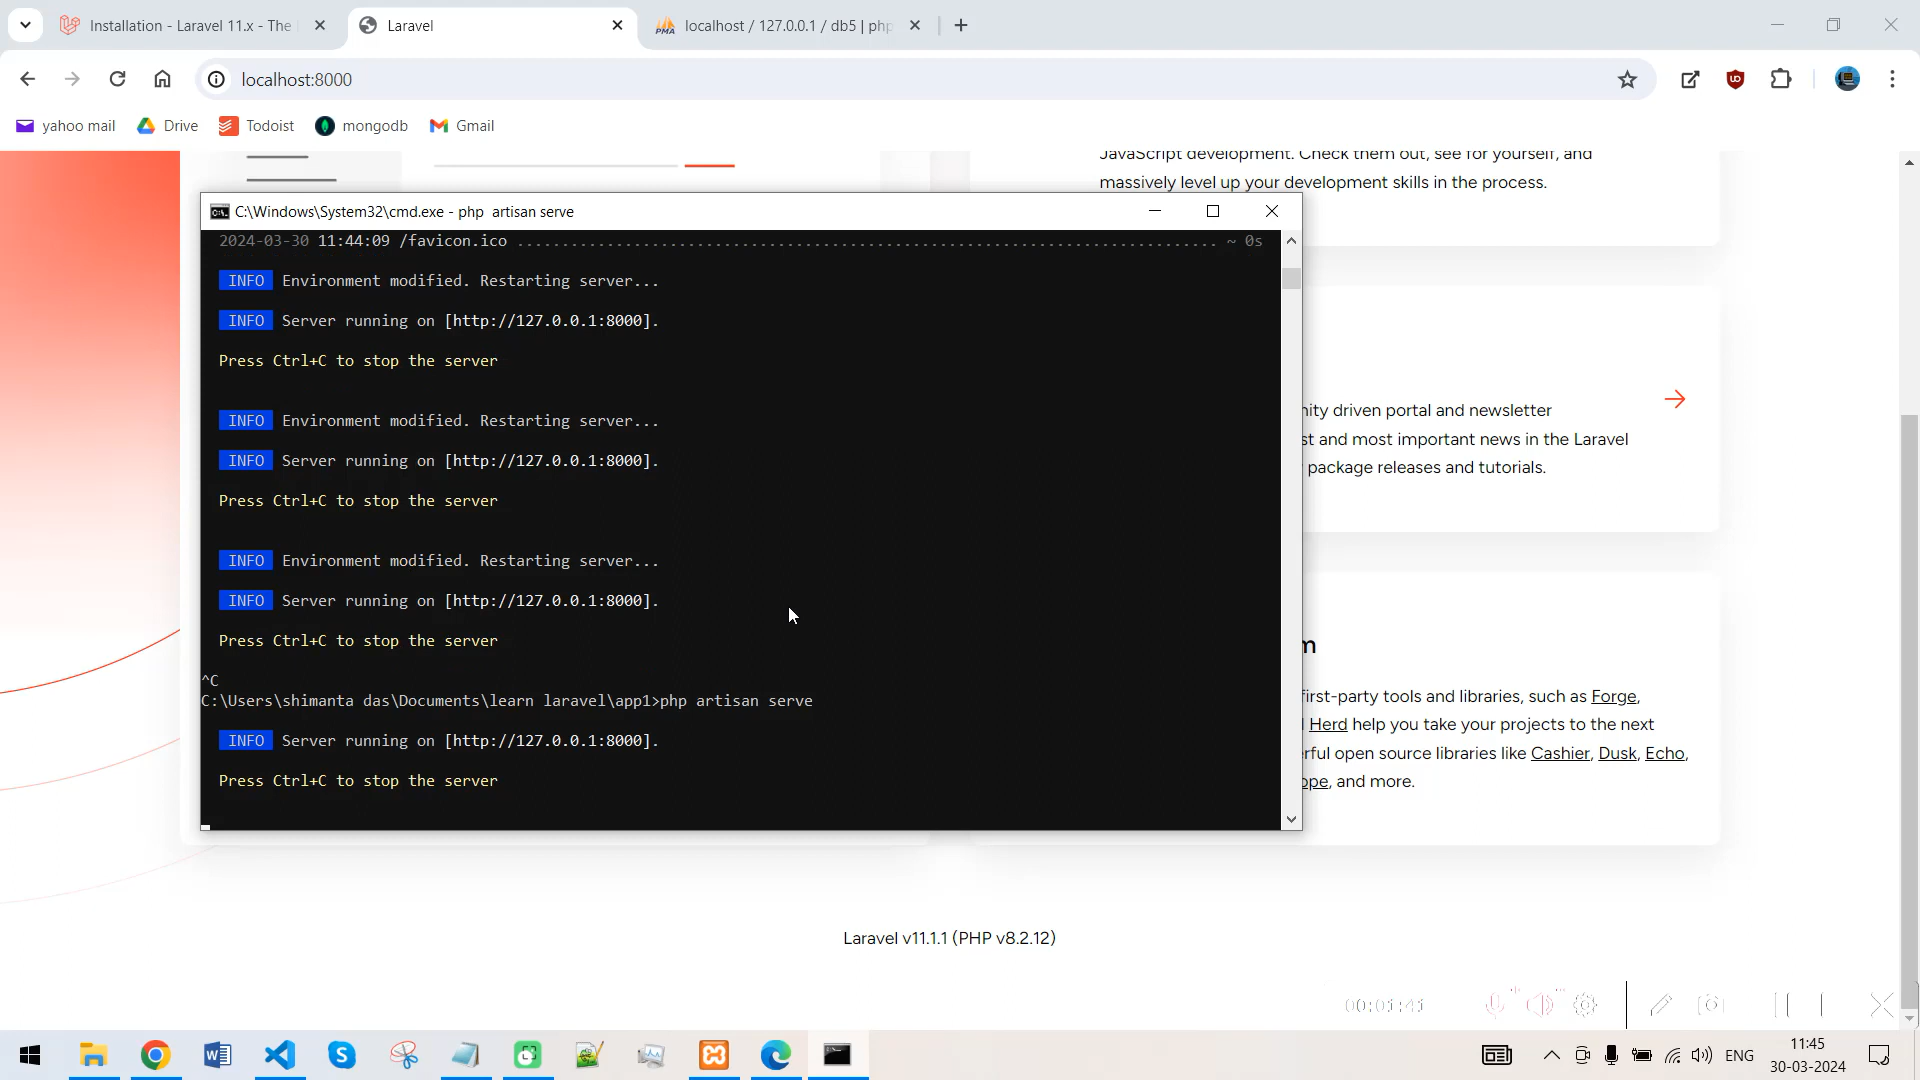 Installation - Laravel 11.x - The
Laravel
localhost / 127.0.0.1 / db5 | php
PMA
localhost:8000
yahoo mail
Drive
Todoist
mongodb
Gmail
JavaScript development. Check them out, see for yourself, and
massively level up your development skills in the process.
C:\Windows\System32\cmd.exe - php  artisan serve
2024-03-30 11:44:09 /favicon.ico .............................................................................. ~ 0s
INFO Environment modified. Restarting server...
INFO Server running on [http://127.0.0.1:8000].
Press Ctrl+C to stop the server
INFO Environment modified. Restarting server...
INFO Server running on [http://127.0.0.1:8000].
Press Ctrl+C to stop the server
INFO Environment modified. Restarting server...
INFO Server running on [http://127.0.0.1:8000].
Press Ctrl+C to stop the server
^C
C:\Users\shimanta das\Documents\learn laravel\app1>php artisan serve
INFO Server running on [http://127.0.0.1:8000].
Press Ctrl+C to stop the server
nity driven portal and newsletter
st and most important news in the Laravel
package releases and tutorials.
m
first-party tools and libraries, such as Forge,
Herd help you take your projects to the next
erful open source libraries like Cashier, Dusk, Echo,
ope, and more.
Laravel v11.1.1 (PHP v8.2.12)
00:01:41
ENG
11:45
30-03-2024